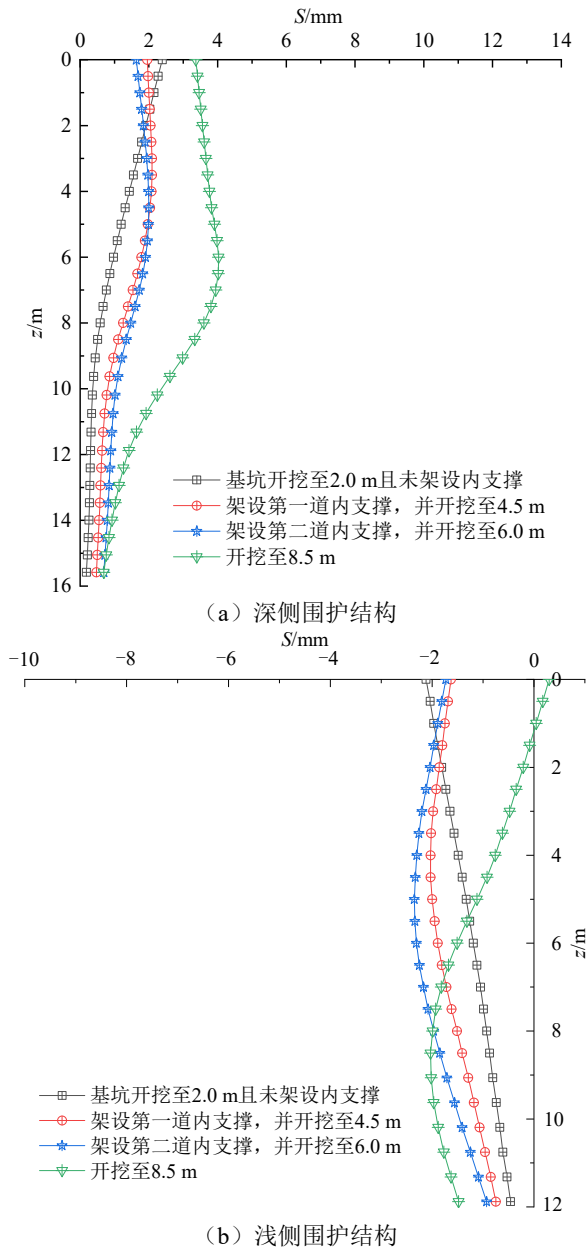 S/mm
0 2 4 6 8 10 12 14
0
2
4
6
8
10
12
14
16
z/m
基坑开挖至2.0 m且未架设内支撑
架设第一道内支撑，并开挖至4.5 m
架设第二道内支撑，并开挖至6.0 m
开挖至8.5 m
（a）深侧围护结构
S/mm
−10 −8 −6 −4 −2 0
0
2
4
6
8
10
12
z/m
基坑开挖至2.0 m且未架设内支撑
架设第一道内支撑，并开挖至4.5 m
架设第二道内支撑，并开挖至6.0 m
开挖至8.5 m
（b）浅侧围护结构